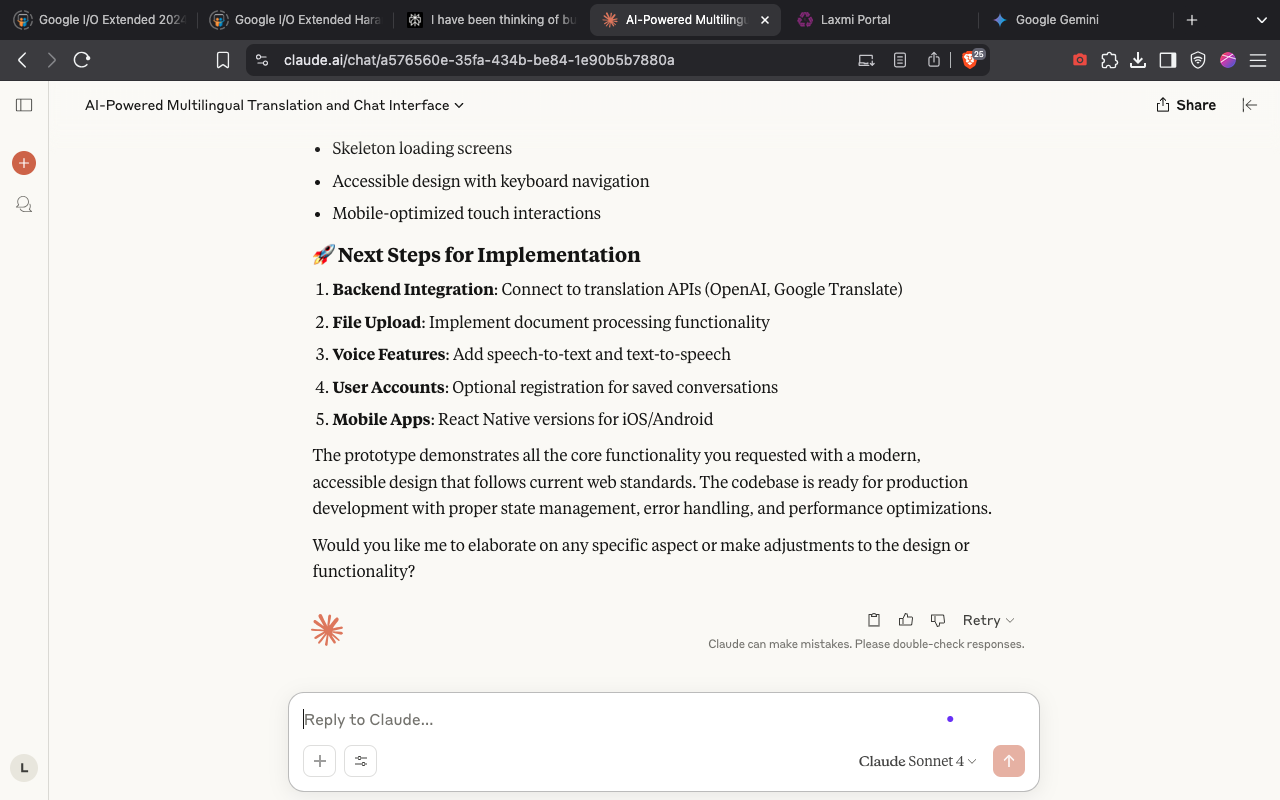 Google I/O Extended 2024
Google I/O Extended Hara
I have been thinking of bu
AI-Powered Multilingu
Laxmi Portal
Google Gemini
claude.ai/chat/a576560e-35fa-434b-be84-1e90b5b7880a
25
AI-Powered Multilingual Translation and Chat Interface
Share
• Skeleton loading screens
• Accessible design with keyboard navigation
• Mobile-optimized touch interactions
🚀 Next Steps for Implementation
1. Backend Integration: Connect to translation APIs (OpenAI, Google Translate)
2. File Upload: Implement document processing functionality
3. Voice Features: Add speech-to-text and text-to-speech
4. User Accounts: Optional registration for saved conversations
5. Mobile Apps: React Native versions for iOS/Android
The prototype demonstrates all the core functionality you requested with a modern,
accessible design that follows current web standards. The codebase is ready for production
development with proper state management, error handling, and performance optimizations.
Would you like me to elaborate on any specific aspect or make adjustments to the design or
functionality?
Retry
Claude can make mistakes. Please double-check responses.
Reply to Claude...
Claude Sonnet 4
L